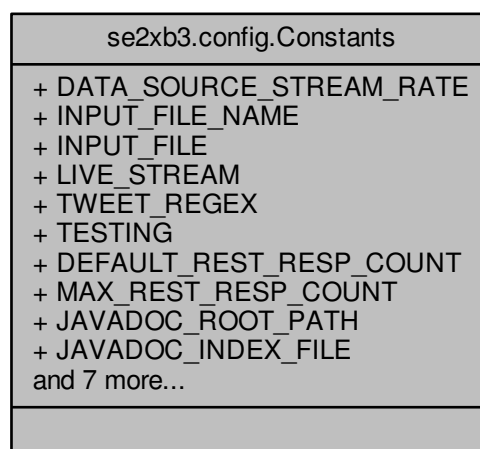 se2xb3.config.Constants
+ DATA_SOURCE_STREAM_RATE
+ INPUT_FILE_NAME
+ INPUT_FILE
+ LIVE_STREAM
+ TWEET_REGEX
+ TESTING
+ DEFAULT_REST_RESP_COUNT
+ MAX_REST_RESP_COUNT
+ JAVADOC_ROOT_PATH
+ JAVADOC_INDEX_FILE
and 7 more...